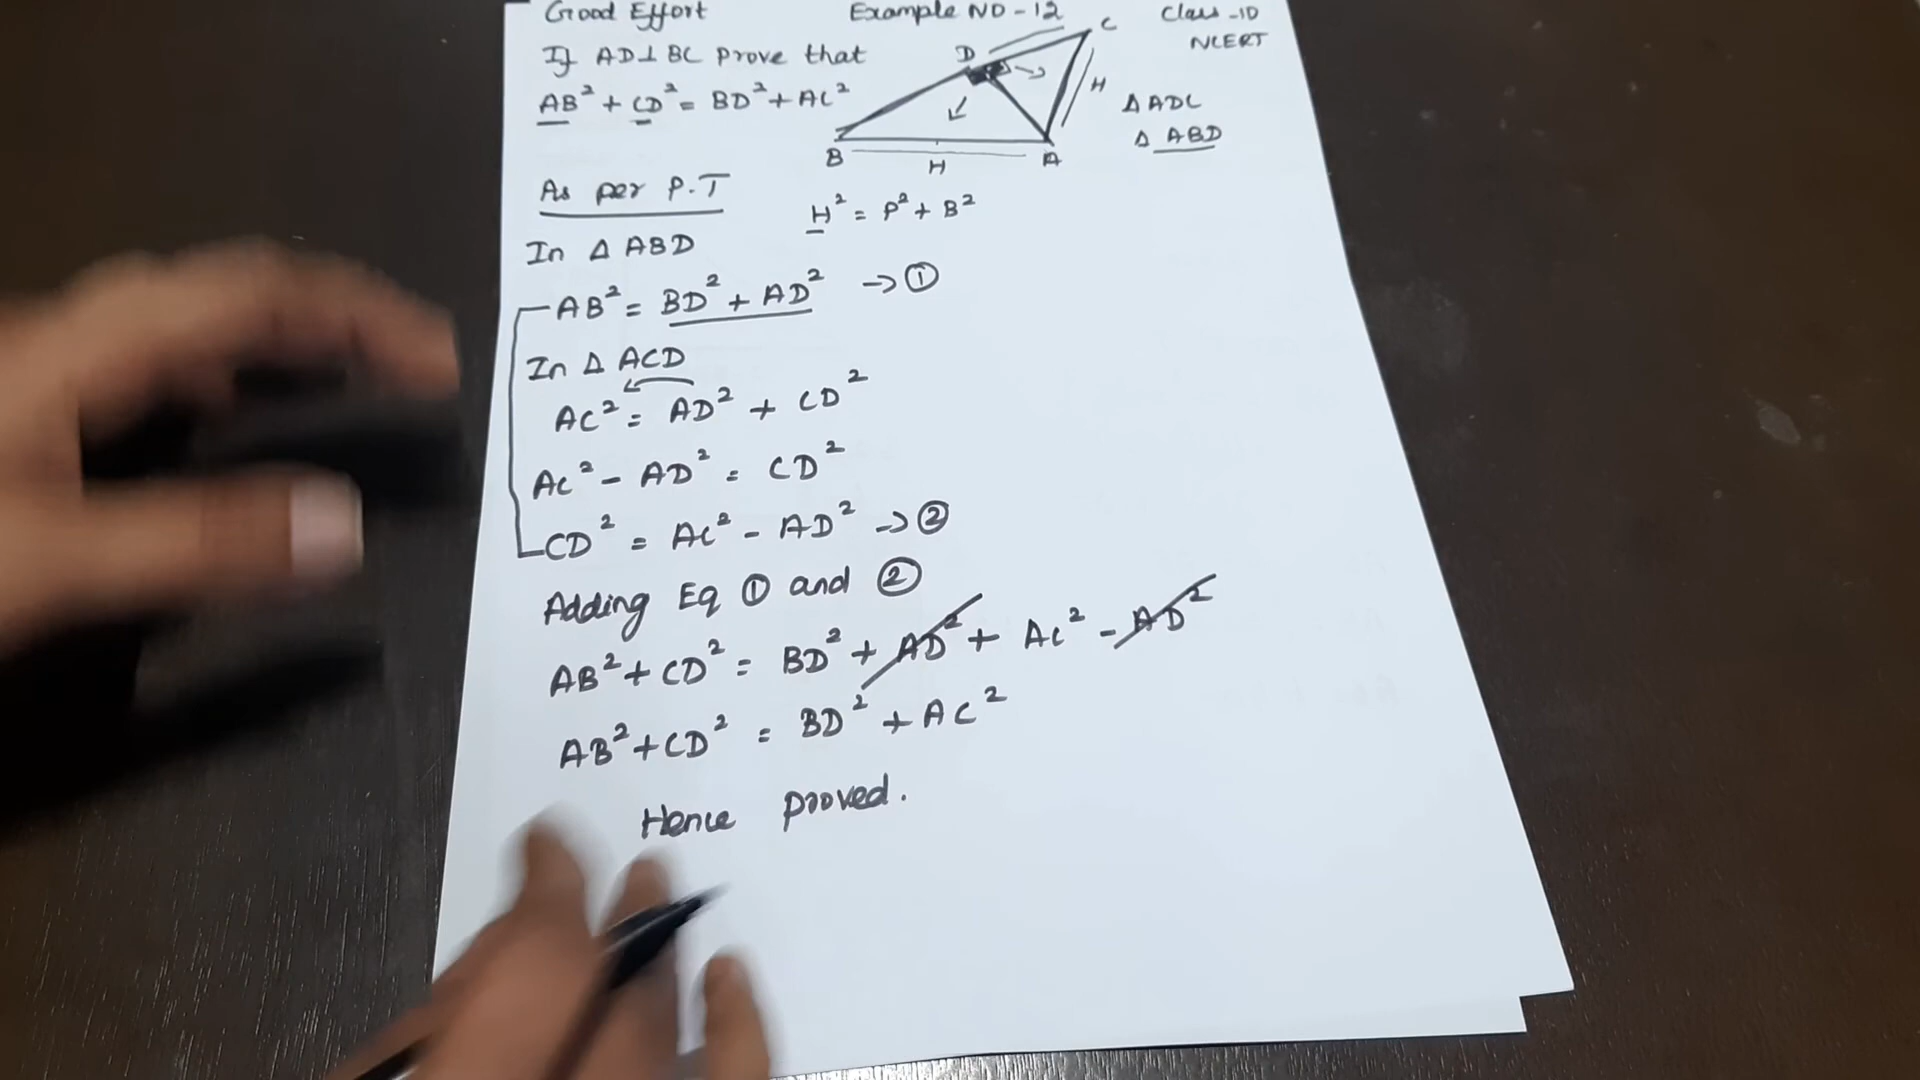 Good Effort Example NO - 12 Class - 10
NCERT
If AD⊥BC prove that
AB² + CD² = BD² + AC²
D C
H
B H A
Δ ADC
Δ ABD
As per P.T
H² = P² + B²
In Δ ABD
AB² = BD² + AD² → ①
In Δ ACD
AC² = AD² + CD²
AC² - AD² = CD²
CD² = AC² - AD² → ②
Adding Eq ① and ②
AB² + CD² = BD² + AD² + AC² - AD²
AB² + CD² = BD² + AC²
Hence proved.